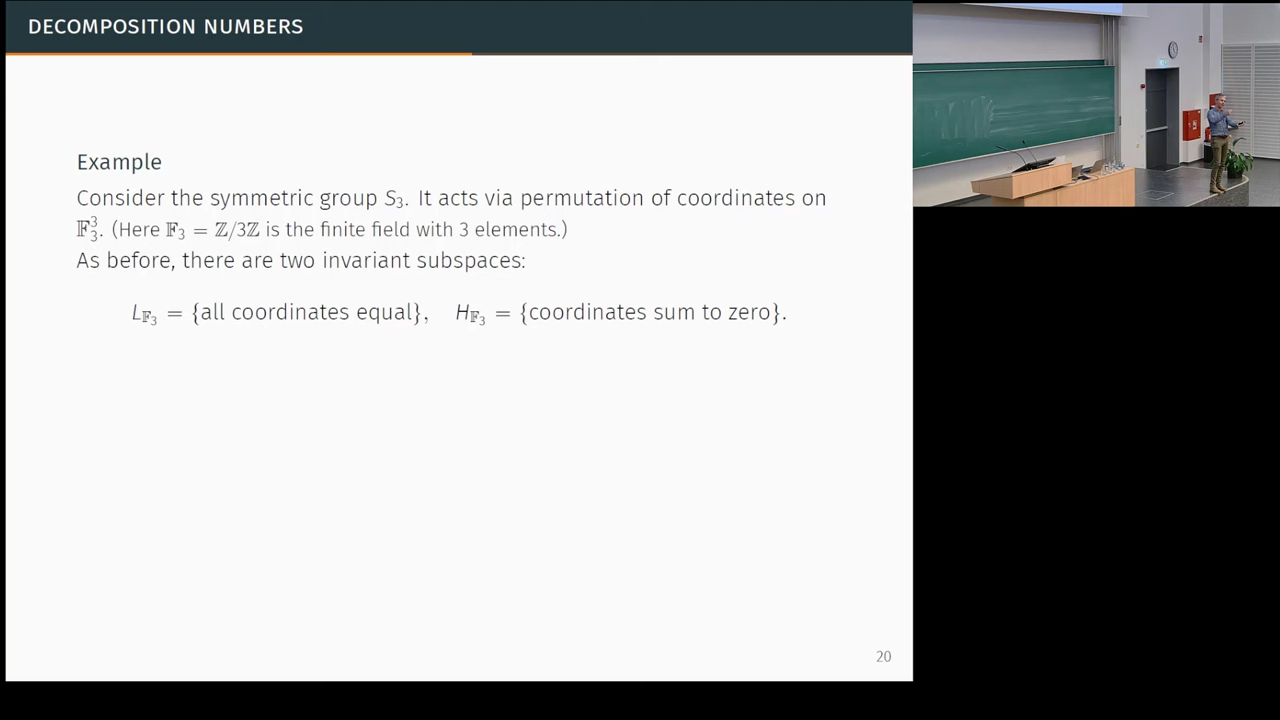 DECOMPOSITION NUMBERS
Example
Consider the symmetric group S₃. It acts via permutation of coordinates on
𝔽₃³. (Here 𝔽₃ = ℤ/3ℤ is the finite field with 3 elements.)
As before, there are two invariant subspaces:
L_𝔽₃ = {all coordinates equal}, H_𝔽₃ = {coordinates sum to zero}.
20